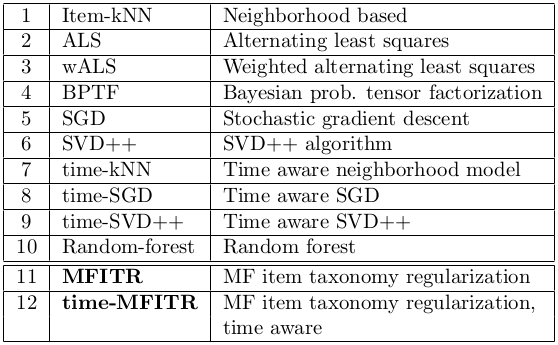 1 Item-kNN Neighborhood based
2 ALS Alternating least squares
3 wALS Weighted alternating least squares
4 BPTF Bayesian prob. tensor factorization
5 SGD Stochastic gradient descent
6 SVD++ SVD++ algorithm
7 time-kNN Time aware neighborhood model
8 time-SGD Time aware SGD
9 time-SVD++ Time aware SVD++
10 Random-forest Random forest
11 MFITR MF item taxonomy regularization
12 time-MFITR MF item taxonomy regularization,
time aware